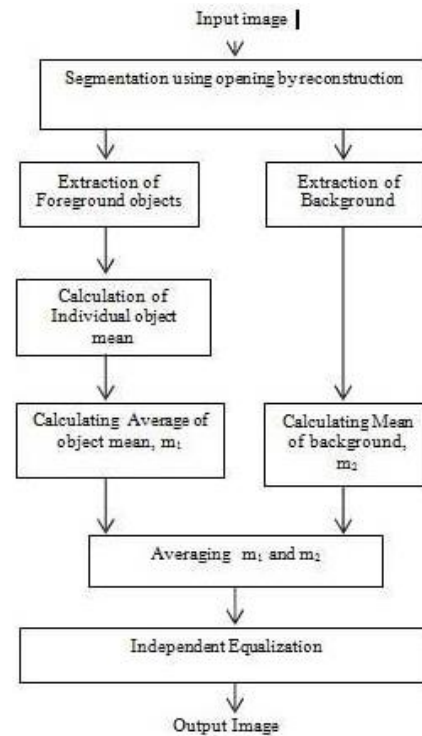 Input image
Segmentation using opening by reconstruction
Extraction of
Foreground objects
Extraction of
Background
Calculation of
Individual object
mean
Calculating Average of
object mean, m₁
Calculating Mean
of background,
m₂
Averaging m₁ and m₂
Independent Equalization
Output Image